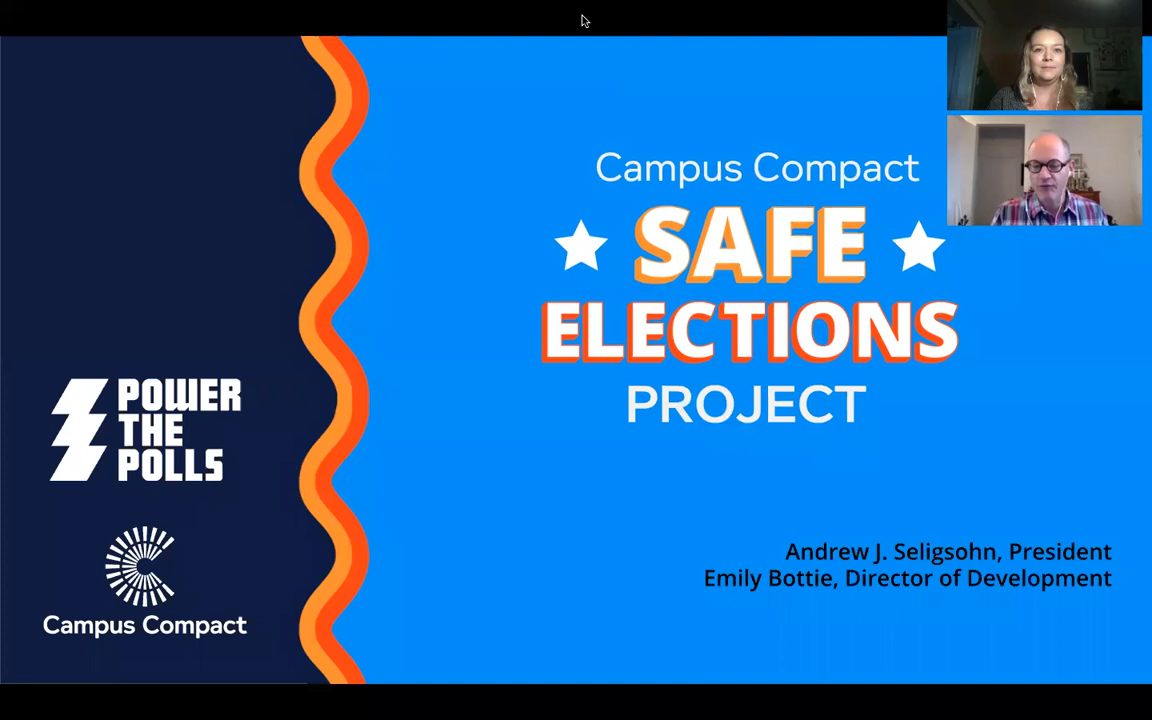 Campus Compact
SAFE
ELECTIONS
PROJECT
POWER
THE
POLLS
Campus Compact
Andrew J. Seligsohn, President
Emily Bottie, Director of Development